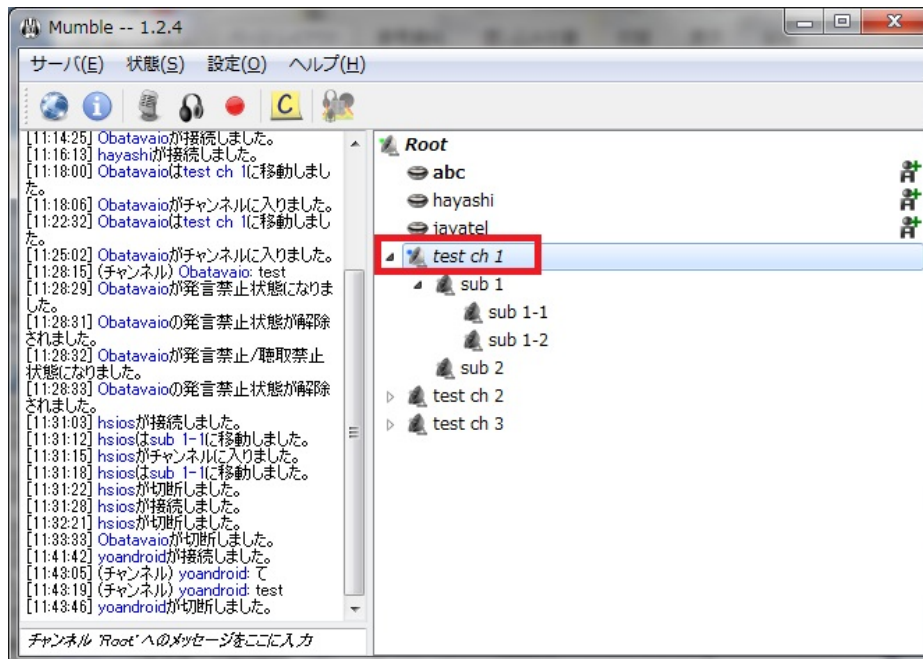 Mumble -- 1.2.4
サーバ(E) 状態(S) 設定(O) ヘルプ(H)
C
[11:14:25] Obatavaioが接続しました。
[11:16:13] hayashiが接続しました。
[11:18:00] Obatavaioはtest ch 1に移動しまし
た。
[11:18:06] Obatavaioがチャンネルに入りました。
[11:22:32] Obatavaioはtest ch 1に移動しまし
た。
[11:25:02] Obatavaioがチャンネルに入りました。
[11:28:15] (チャンネル) Obatavaio: test
[11:28:29] Obatavaioが発言禁止状態になりま
した。
[11:28:31] Obatavaioの発言禁止状態が解除
されました。
[11:28:32] Obatavaioが発言禁止/聴取禁止
状態になりました。
[11:28:33] Obatavaioの発言禁止状態が解除
されました。
[11:31:03] hsiosが接続しました。
[11:31:12] hsiosはsub 1-1に移動しました。
[11:31:15] hsiosがチャンネルに入りました。
[11:31:18] hsiosはsub 1-1に移動しました。
[11:31:22] hsiosが切断しました。
[11:31:28] hsiosが接続しました。
[11:32:21] hsiosが切断しました。
[11:33:33] Obatavaioが切断しました。
[11:41:42] yoandroidが接続しました。
[11:43:05] (チャンネル) yoandroid: て
[11:43:19] (チャンネル) yoandroid: test
[11:43:46] yoandroidが切断しました。
チャンネル 'Root' へのメッセージをここに入力
Root
abc
hayashi
javatel
test ch 1
sub 1
sub 1-1
sub 1-2
sub 2
test ch 2
test ch 3